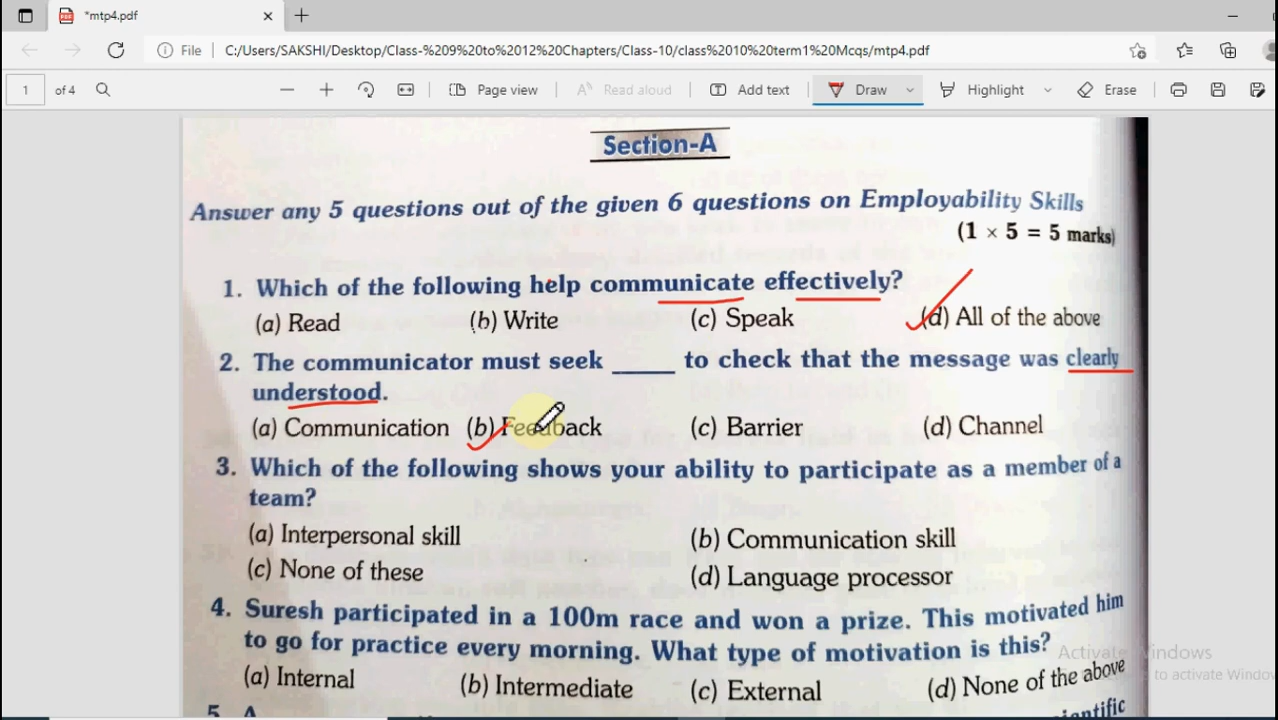 *mtp4.pdf
File C:/Users/SAKSHI/Desktop/Class-%209%20to%2012%20Chapters/Class-10/class%2010%20term1%20Mcqs/mtp4.pdf
1 of 4 Page view Read aloud Add text Draw Highlight Erase
Section-A
Answer any 5 questions out of the given 6 questions on Employability Skills
(1 × 5 = 5 marks)
1. Which of the following help communicate effectively?
(a) Read (b) Write (c) Speak (d) All of the above
2. The communicator must seek _____ to check that the message was clearly
understood.
(a) Communication (b) Feedback (c) Barrier (d) Channel
3. Which of the following shows your ability to participate as a member of a
team?
(a) Interpersonal skill (b) Communication skill
(c) None of these (d) Language processor
4. Suresh participated in a 100m race and won a prize. This motivated him
to go for practice every morning. What type of motivation is this?
Activate Windows
(a) Internal (b) Intermediate (c) External (d) None of the above
to activate Windo